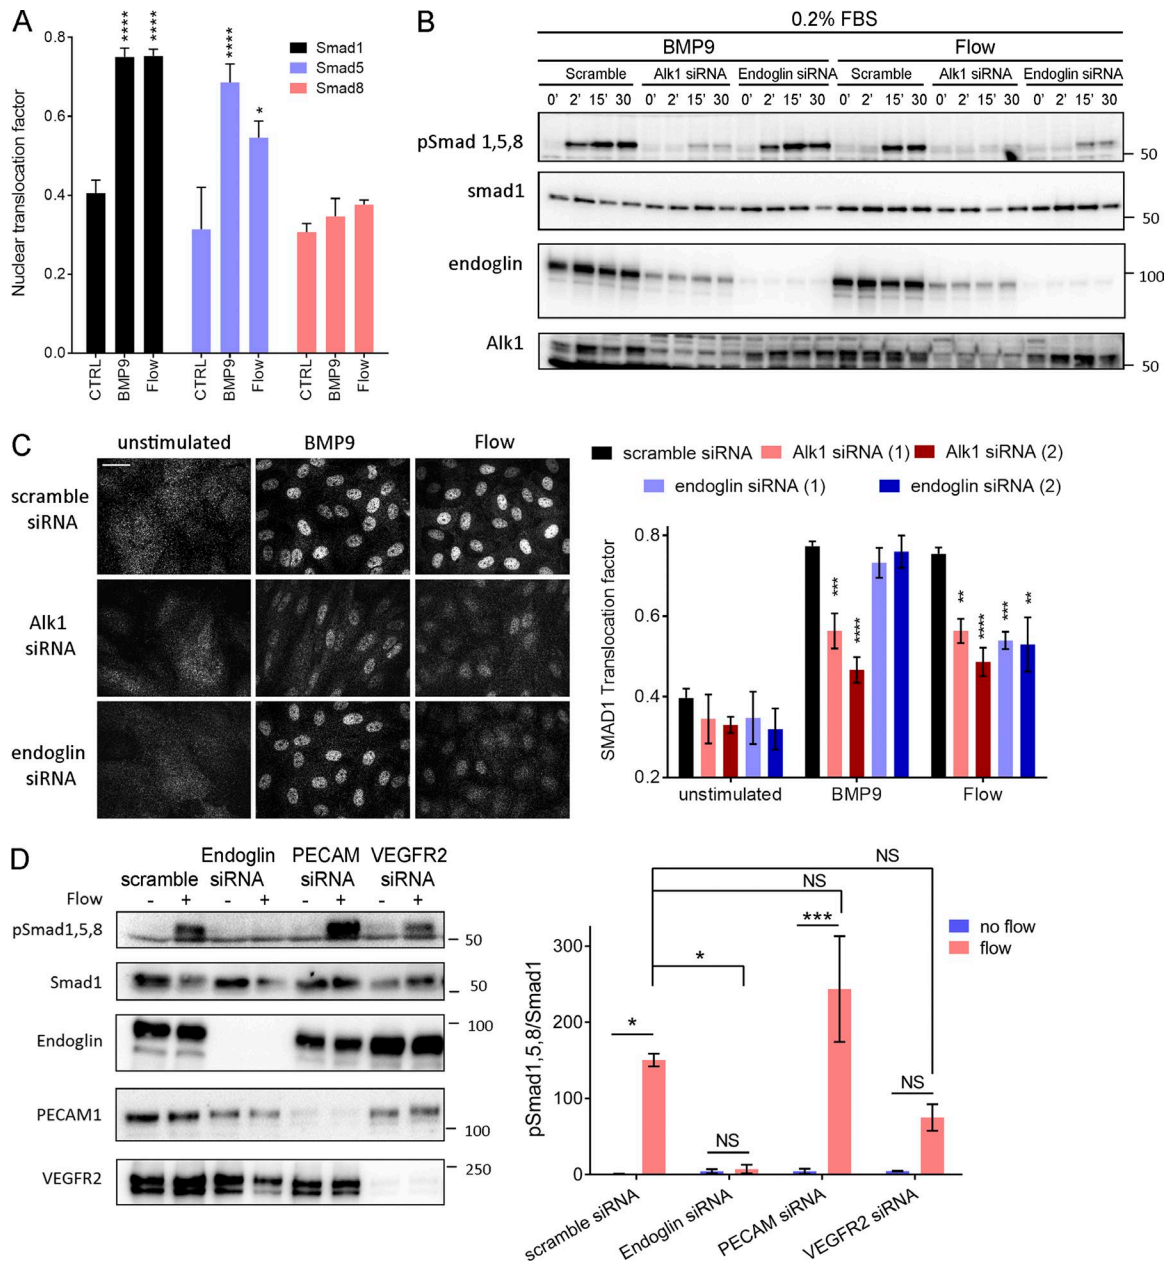 A
Nuclear translocation factor
0.8
0.6
0.4
0.2
0.0
****
****
****
*
Smad1
Smad5
Smad8
CTRL
BMP9
Flow
CTRL
BMP9
Flow
CTRL
BMP9
Flow
B
0.2% FBS
BMP9 Flow
Scramble Alk1 siRNA Endoglin siRNA Scramble Alk1 siRNA Endoglin siRNA
0' 2' 15' 30 0' 2' 15' 30 0' 2' 15' 30 0' 2' 15' 30 0' 2' 15' 30 0' 2' 15' 30
pSmad 1,5,8
50
smad1
50
endoglin
100
Alk1
50
C
unstimulated BMP9 Flow
scramble
siRNA
Alk1
siRNA
endoglin
siRNA
scramble siRNA Alk1 siRNA (1) Alk1 siRNA (2)
endoglin siRNA (1) endoglin siRNA (2)
SMAD1 Translocation factor
0.8
0.6
0.4
0.2
***
****
**
****
***
**
unstimulated BMP9 Flow
D
Endoglin PECAM VEGFR2
scramble siRNA siRNA siRNA
Flow - + - + - + - +
pSmad1,5,8
50
Smad1
50
Endoglin
100
PECAM1
100
VEGFR2
250
pSmad1,5,8/Smad1
300
200
100
0
NS
NS
***
*
*
NS
NS
no flow
flow
scramble siRNA
Endoglin siRNA
PECAM siRNA
VEGFR2 siRNA